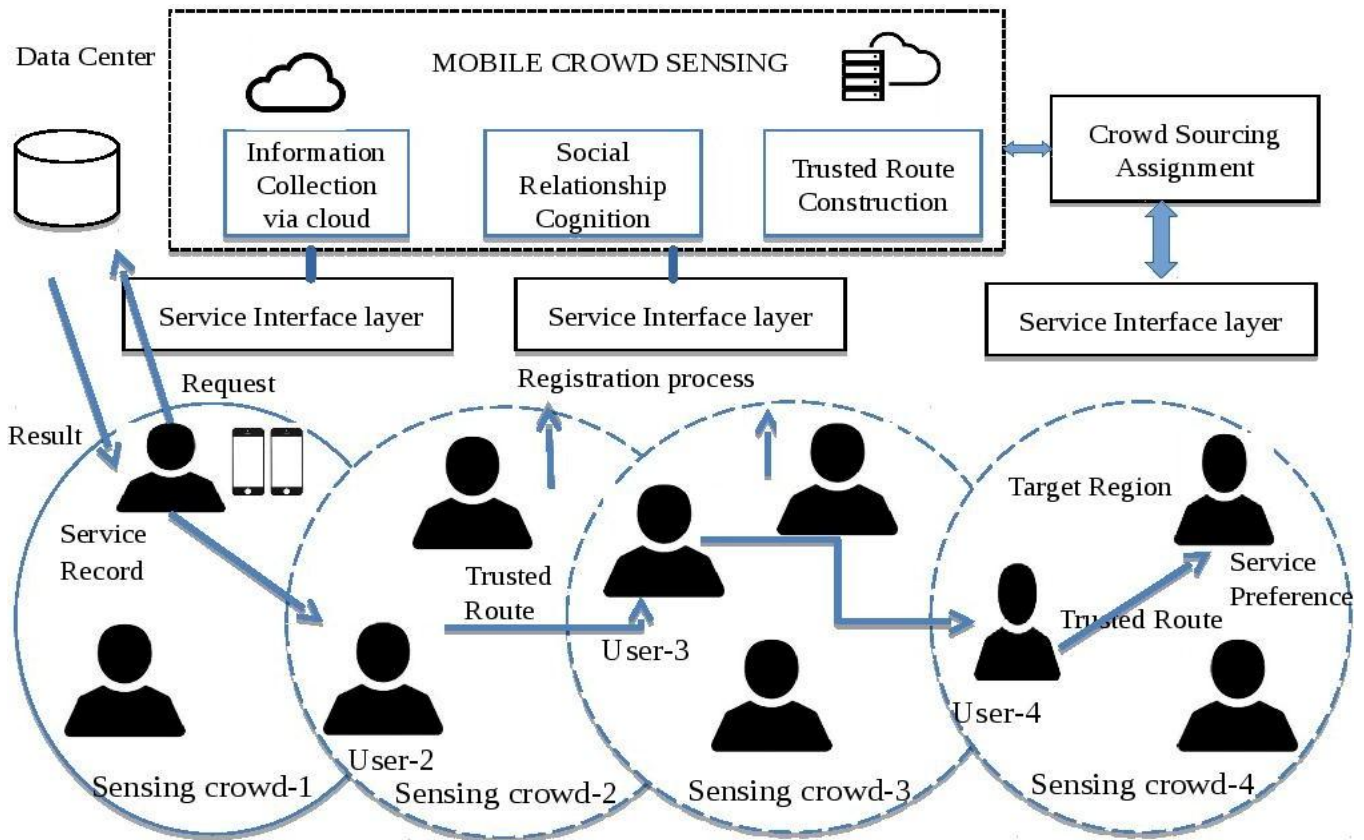 Data Center
MOBILE CROWD SENSING
Information
Collection
via cloud
Social
Relationship
Cognition
Trusted Route
Construction
Crowd Sourcing
Assignment
Service Interface layer
Service Interface layer
Service Interface layer
Request
Registration process
Result
Service
Record
Trusted
Route
Target Region
Service
Preference
Trusted Route
User-2
User-3
User-4
Sensing crowd-1
Sensing crowd-2
Sensing crowd-3
Sensing crowd-4